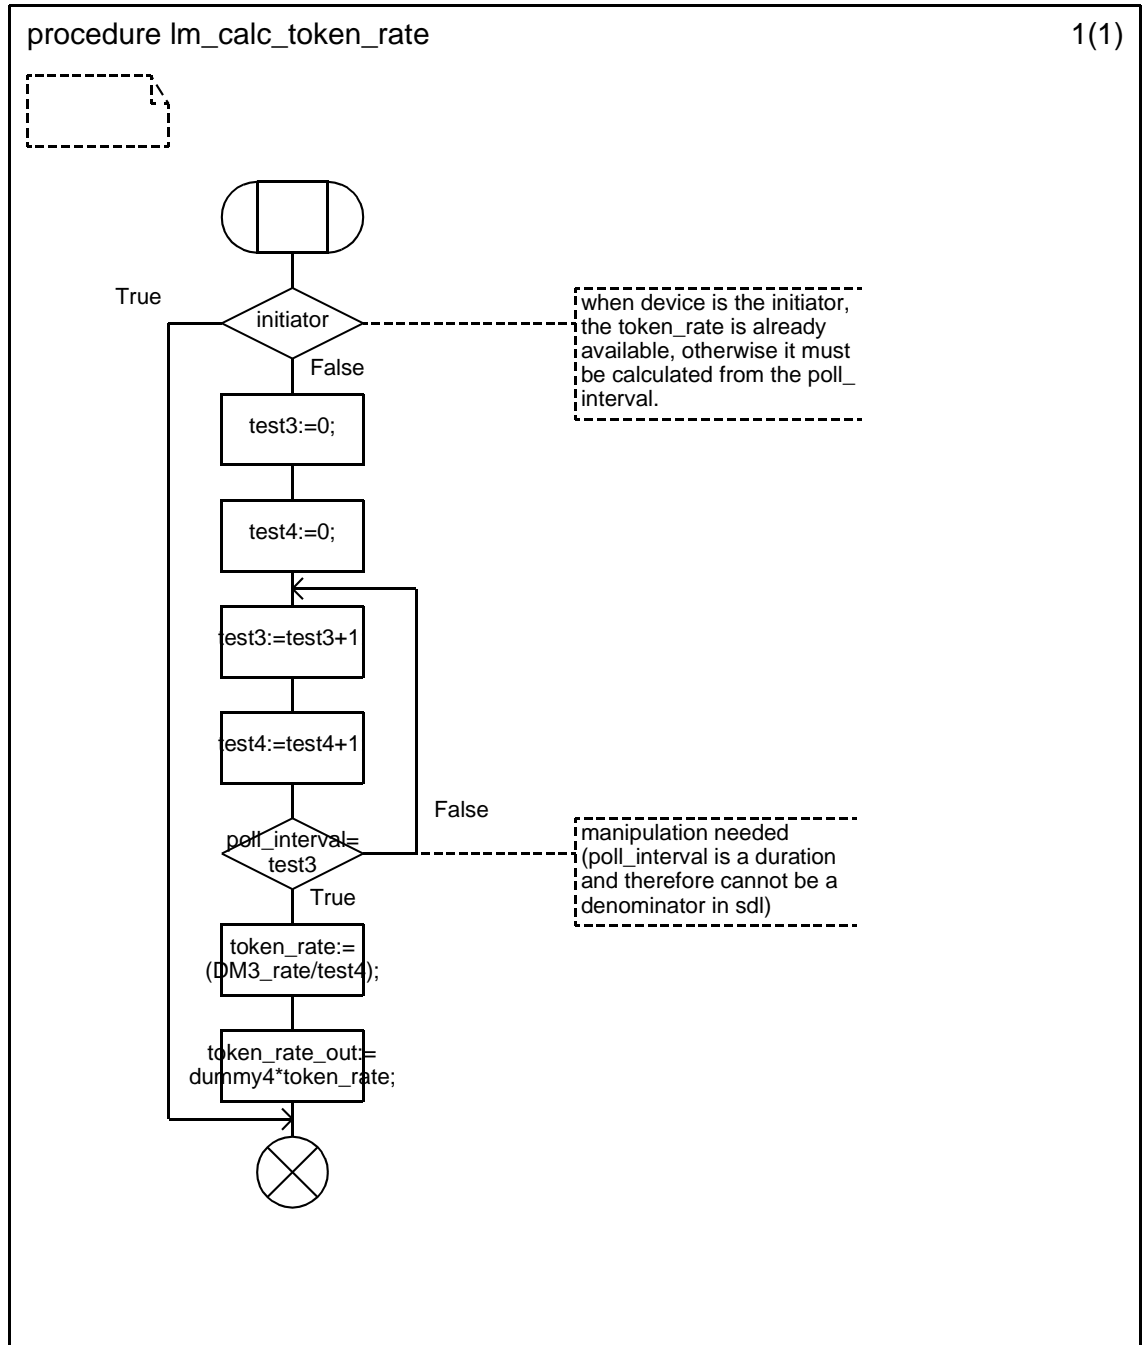 procedure lm_calc_token_rate
1(1)
True
initiator
when device is the initiator,
the token_rate is already
available, otherwise it must
be calculated from the poll_
interval.
False
test3:=0;
test4:=0;
test3:=test3+1
test4:=test4+1
False
poll_interval=
test3
manipulation needed
(poll_interval is a duration
and therefore cannot be a
denominator in sdl)
True
token_rate:=
(DM3_rate/test4);
token_rate_out:=
dummy4*token_rate;